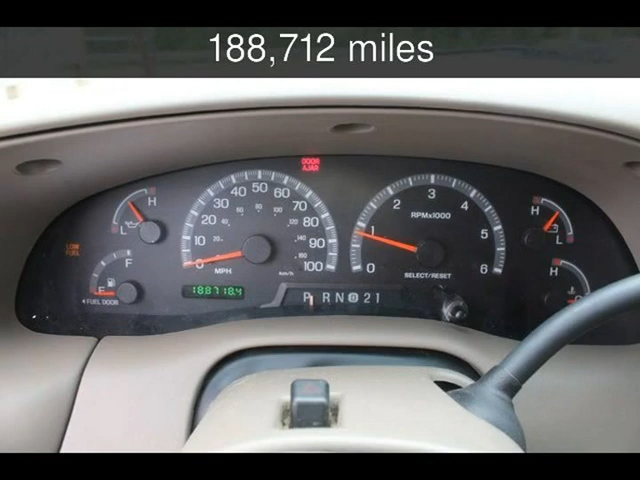 188,712 miles
DOOR
AJAR
H
L
LOW
FUEL
F
E
FUEL DOOR
0 10 20 30 40 50 60 70 80 90 100
MPH
km/h
188718.4
0 1 2 3 4 5 6
RPMx1000
SELECT/RESET
P R N D 2 1
H
L
H
C